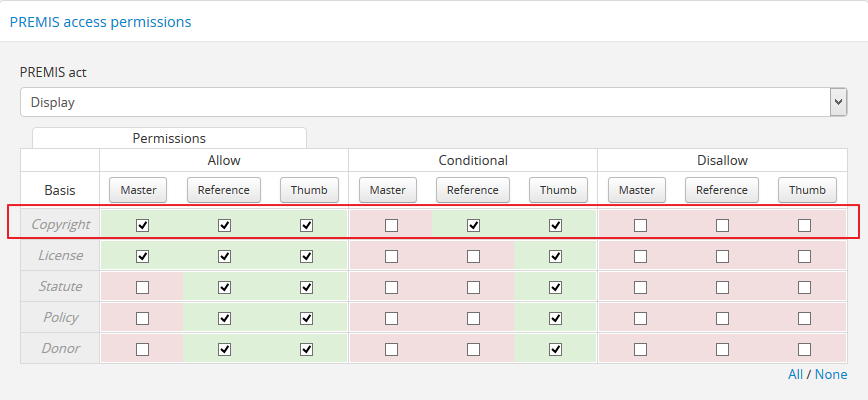 PREMIS access permissions
PREMIS act
Display
Permissions
Allow Conditional Disallow
Basis Master Reference Thumb Master Reference Thumb Master Reference Thumb
Copyright
License
Statute
Policy
Donor
All / None